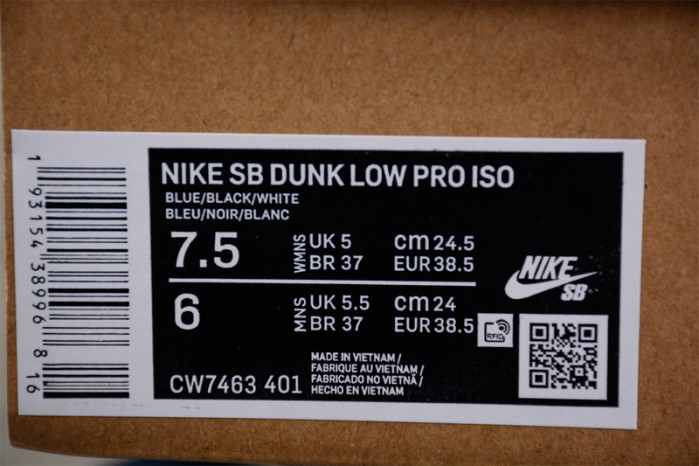 1 93154 38996 8 16
NIKE SB DUNK LOW PRO ISO
BLUE/BLACK/WHITE
BLEU/NOIR/BLANC
7.5 WMNS UK 5 cm 24.5
BR 37 EUR 38.5
6 MNS UK 5.5 cm 24
BR 37 EUR 38.5
NIKE
SB
RFID
CW7463 401
MADE IN VIETNAM /
FABRIQUE AU VIETNAM /
FABRICADO NO VIETNÃ /
HECHO EN VIETNAM